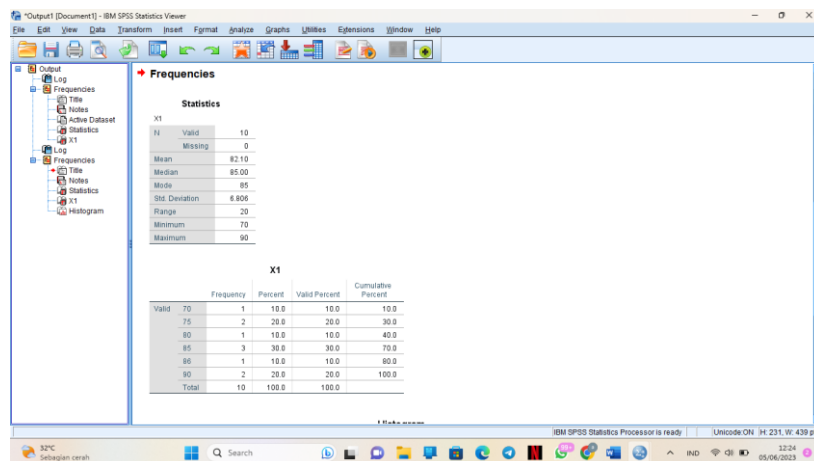 *Output1 [Document1] - IBM SPSS Statistics Viewer
File Edit View Data Transform Insert Format Analyze Graphs Utilities Extensions Window Help
Output
Log
Frequencies
Title
Notes
Active Dataset
Statistics
X1
Log
Frequencies
Title
Notes
Statistics
X1
Histogram
Frequencies
Statistics
X1
N Valid 10
Missing 0
Mean 82.10
Median 85.00
Mode 85
Std. Deviation 6.806
Range 20
Minimum 70
Maximum 90
X1
Frequency Percent Valid Percent Cumulative Percent
Valid 70 1 10.0 10.0 10.0
75 2 20.0 20.0 30.0
80 1 10.0 10.0 40.0
85 3 30.0 30.0 70.0
86 1 10.0 10.0 80.0
90 2 20.0 20.0 100.0
Total 10 100.0 100.0
Histogram
IBM SPSS Statistics Processor is ready Unicode:ON H: 231, W: 439 p
32°C
Sebagian cerah
Search
99+
IND
12:24
05/06/2023